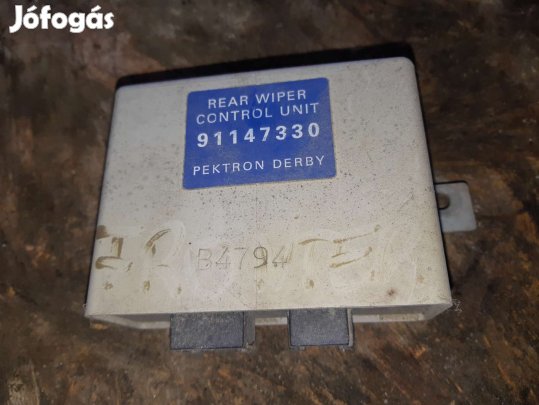 Jófogás
REAR WIPER
CONTROL UNIT
91147330
PEKTRON DERBY
B4794